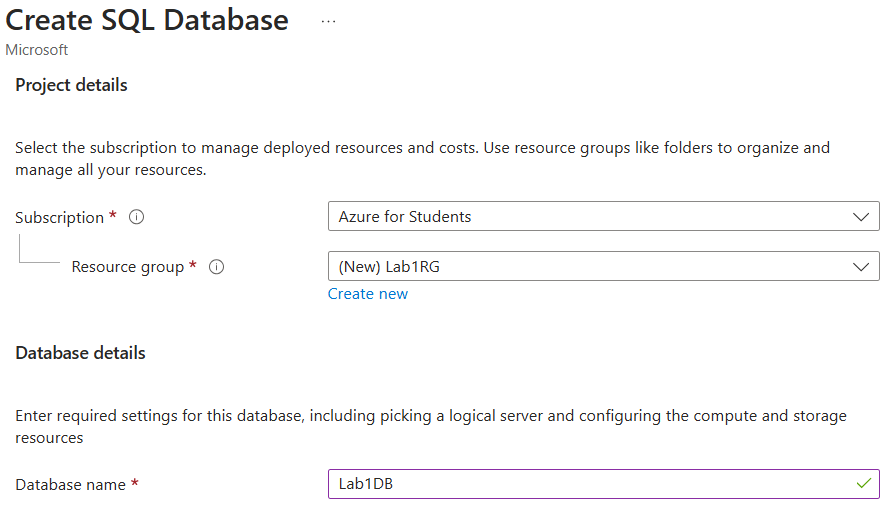 Create SQL Database ...
Microsoft
Project details
Select the subscription to manage deployed resources and costs. Use resource groups like folders to organize and
manage all your resources.
Subscription * Azure for Students
Resource group * (New) Lab1RG
Create new
Database details
Enter required settings for this database, including picking a logical server and configuring the compute and storage
resources
Database name * Lab1DB